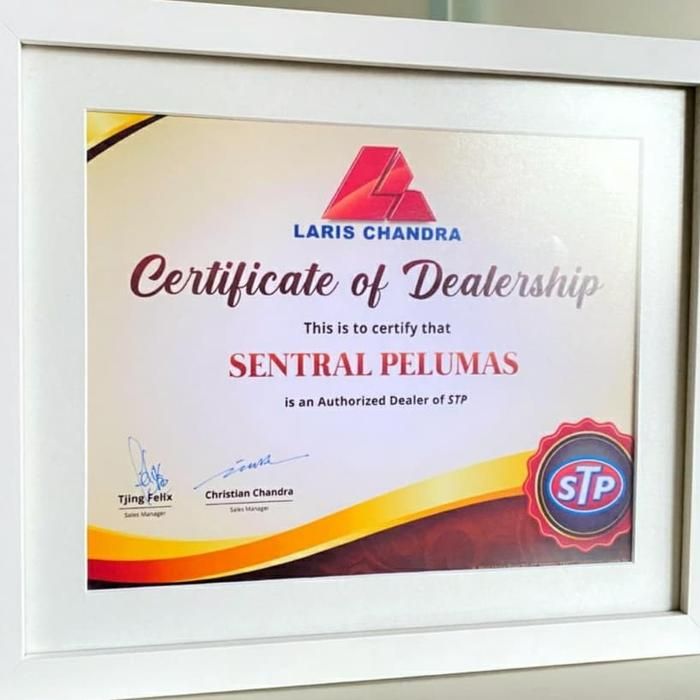 LARIS CHANDRA
Certificate of Dealership
This is to certify that
SENTRAL PELUMAS
is an Authorized Dealer of STP
Tjing Felix
Sales Manager
Christian Chandra
Sales Manager
STP